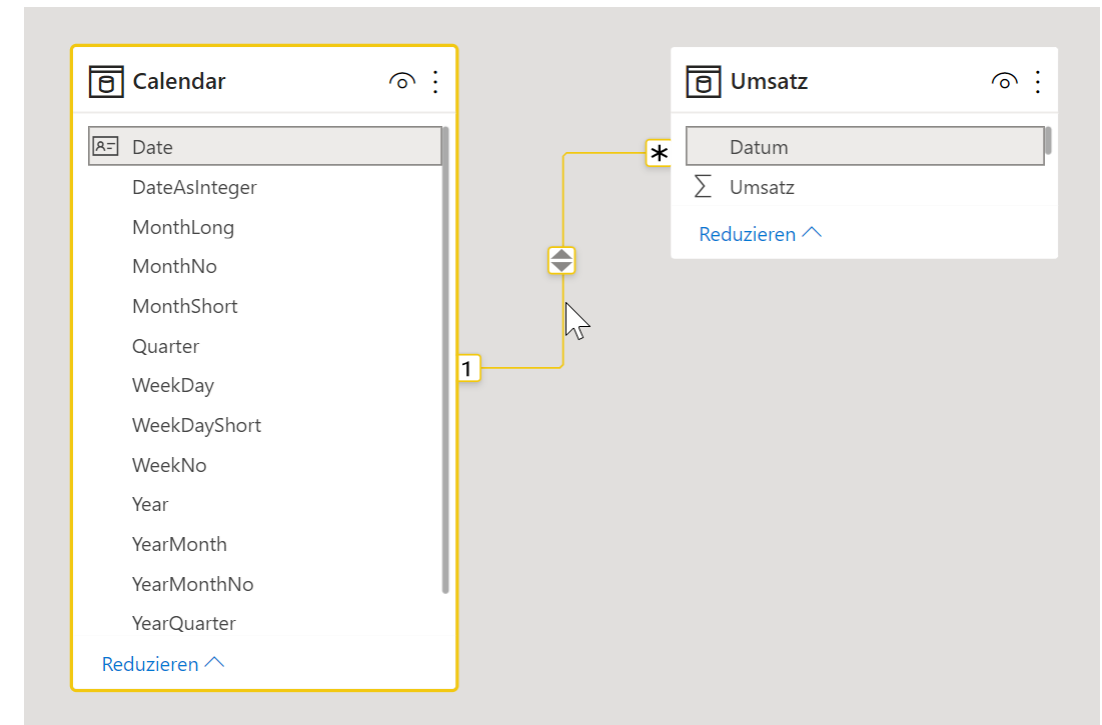 Calendar
Date
DateAsInteger
MonthLong
MonthNo
MonthShort
Quarter
WeekDay
WeekDayShort
WeekNo
Year
YearMonth
YearMonthNo
YearQuarter
Reduzieren
1
*
Umsatz
Datum
∑ Umsatz
Reduzieren